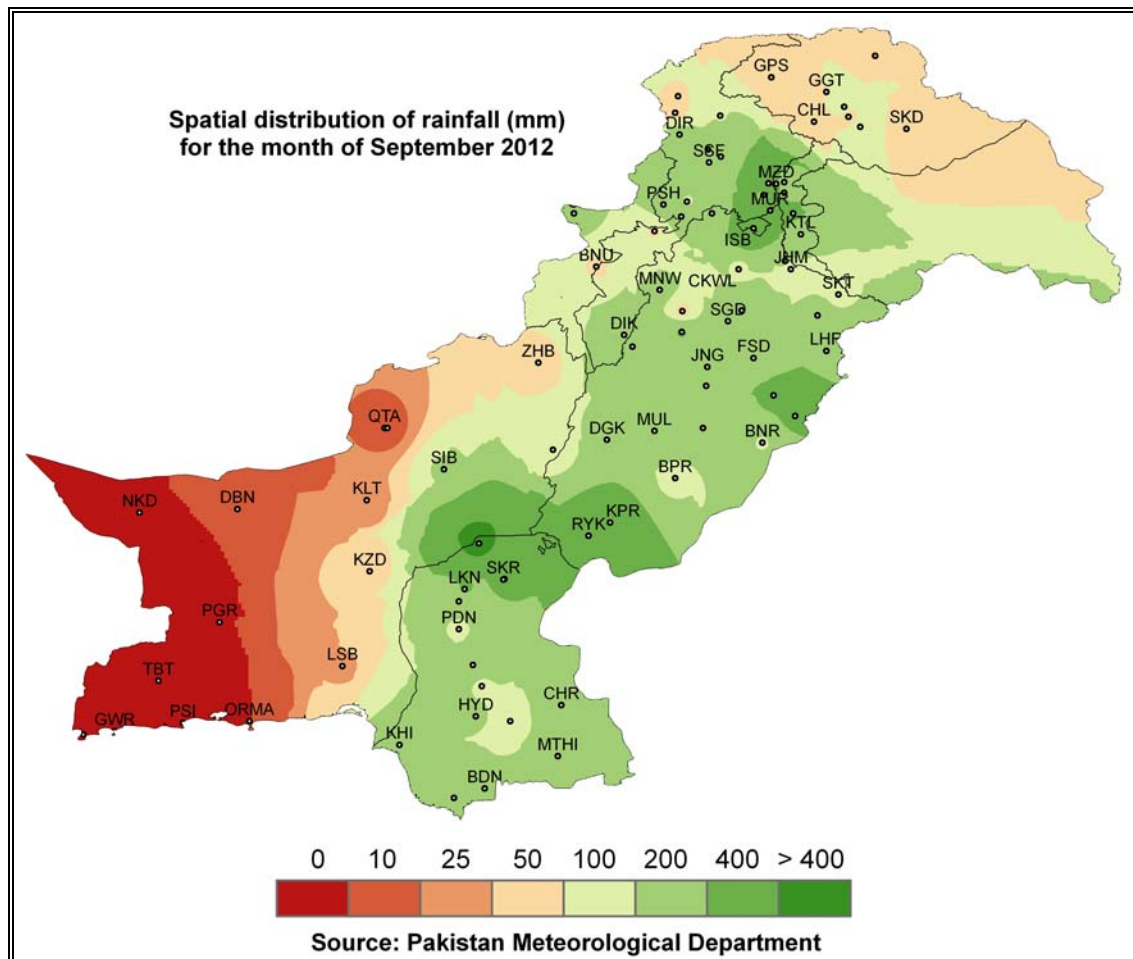 Spatial distribution of rainfall (mm)
for the month of September 2012
GPS
GGT
CHL
SKD
DIR
MZD
PSH
MUR
KTL
ISB
BNU
JHM
MNW
CKWL
SKT
SGD
DIK
ZHB
JNG
FSD
QTA
DGK
MUL
BNR
SIB
BPR
KLT
NKD
DBN
KPR
RYK
KZD
SKR
LKN
PGR
PDN
LSB
TBT
CHR
HYD
GWR
ORMA
KHI
MTHI
BDN
0 10 25 50 100 200 400 > 400
Source: Pakistan Meteorological Department